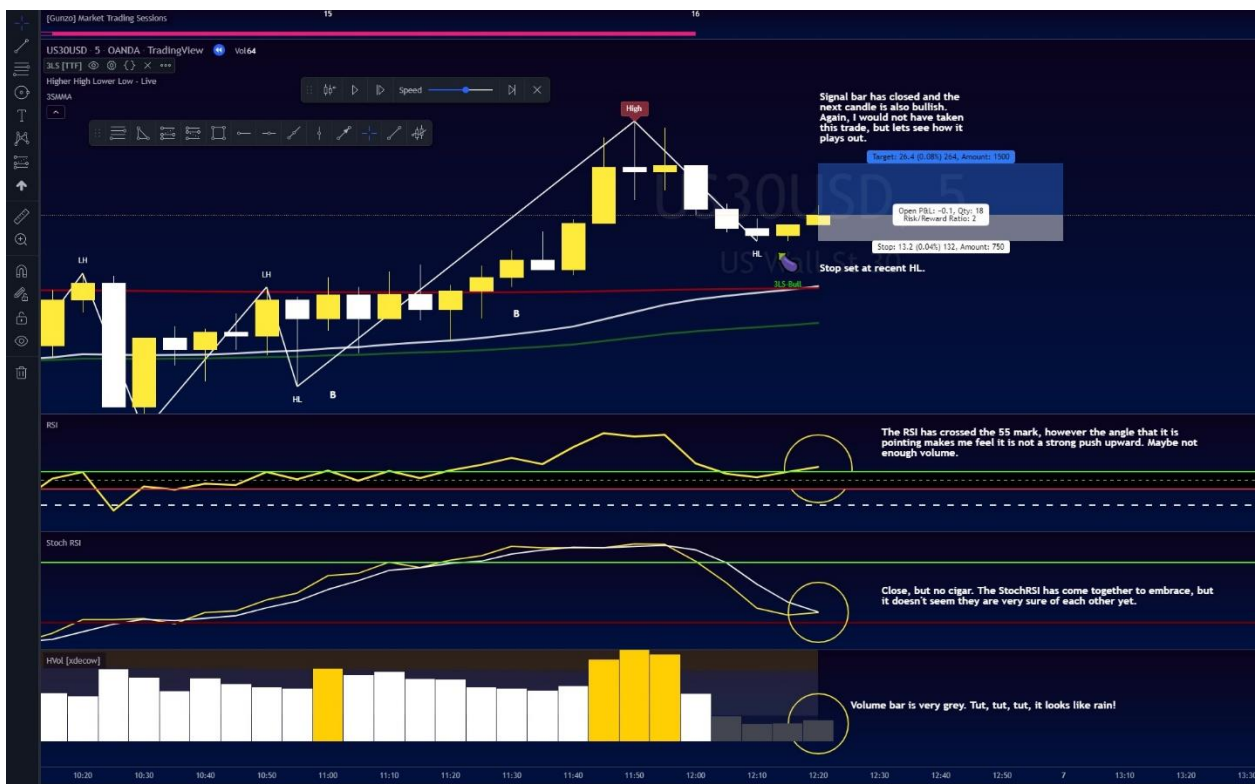 [Gunzo] Market Trading Sessions
15
16
US30USD · 5 · OANDA · TradingView
Vol64
3LS [TTF]
Higher High Lower Low - Live
3SMMA
Speed
Signal bar has closed and the
next candle is also bullish.
Again, I would not have taken
this trade, but lets see how it
plays out.
High
Target: 26.4 (0.08%) 264, Amount: 1500
US30USD 5
Open P&L: -0.1, Qty: 18
Risk/Reward Ratio: 2
Stop: 13.2 (0.04%) 132, Amount: 750
LH
LH
HL
US Wall St 30
Stop set at recent HL.
3LS-Bull
B
HL
B
RSI
The RSI has crossed the 55 mark, however the angle that it is
pointing makes me feel it is not a strong push upward. Maybe not
enough volume.
Stoch RSI
Close, but no cigar. The StochRSI has come together to embrace, but
it doesn't seem they are very sure of each other yet.
HVol [xdecow]
Volume bar is very grey. Tut, tut, tut, it looks like rain!
10:20 10:30 10:40 10:50 11:00 11:10 11:20 11:30 11:40 11:50 12:00 12:10 12:20 12:30 12:40 12:50 7 13:10 13:20 13:30